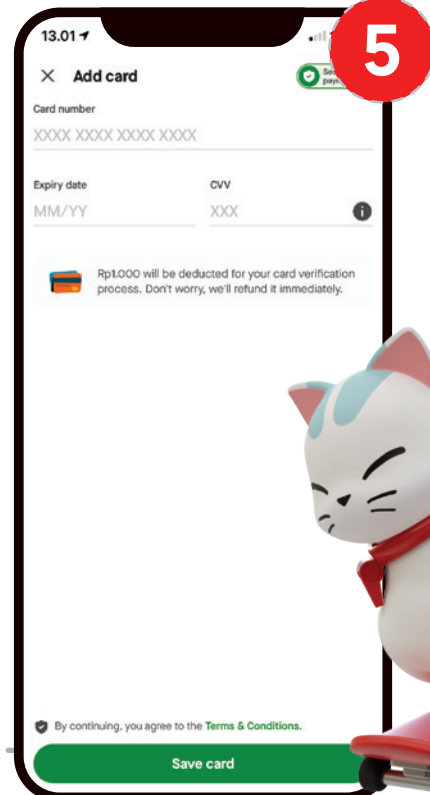 5
13.01
Add card
Card number
XXXX XXXX XXXX XXXX
Expiry date CVV
MM/YY XXX
Rp1.000 will be deducted for your card verification
process. Don't worry, we'll refund it immediately.
By continuing, you agree to the Terms & Conditions.
Save card